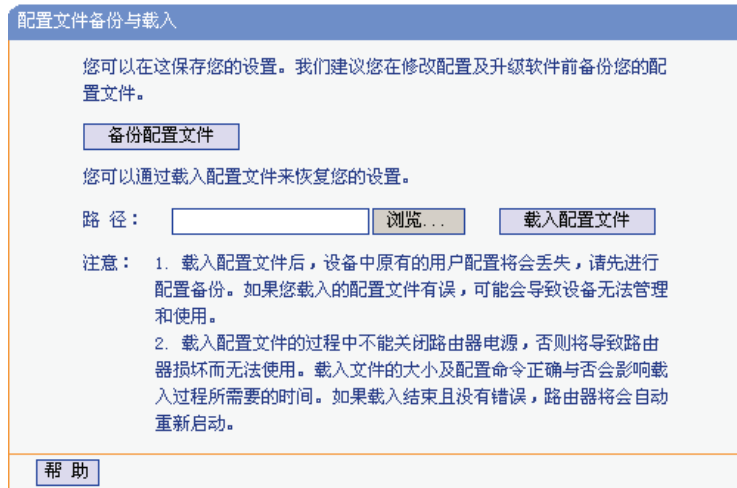 配置文件备份与载入
您可以在这保存您的设置。我们建议您在修改配置及升级软件前备份您的配
置文件。
备份配置文件
您可以通过载入配置文件来恢复您的设置。
路 径： 浏览... 载入配置文件
注意： 1. 载入配置文件后，设备中原有的用户配置将会丢失，请先进行
配置备份。如果您载入的配置文件有误，可能会导致设备无法管理
和使用。
2. 载入配置文件的过程中不能关闭路由器电源，否则将导致路由
器损坏而无法使用。载入文件的大小及配置命令正确与否会影响载
入过程所需要的时间。如果载入结束且没有错误，路由器将会自动
重新启动。
帮 助